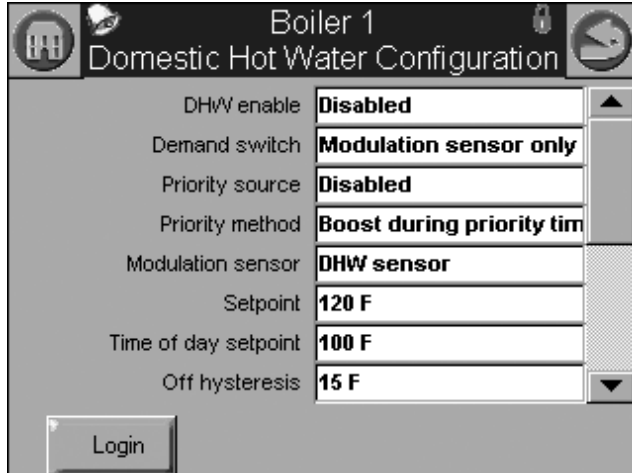 Boiler 1
Domestic Hot Water Configuration
DHW enable Disabled
Demand switch Modulation sensor only
Priority source Disabled
Priority method Boost during priority tim
Modulation sensor DHW sensor
Setpoint 120 F
Time of day setpoint 100 F
Off hysteresis 15 F
Login